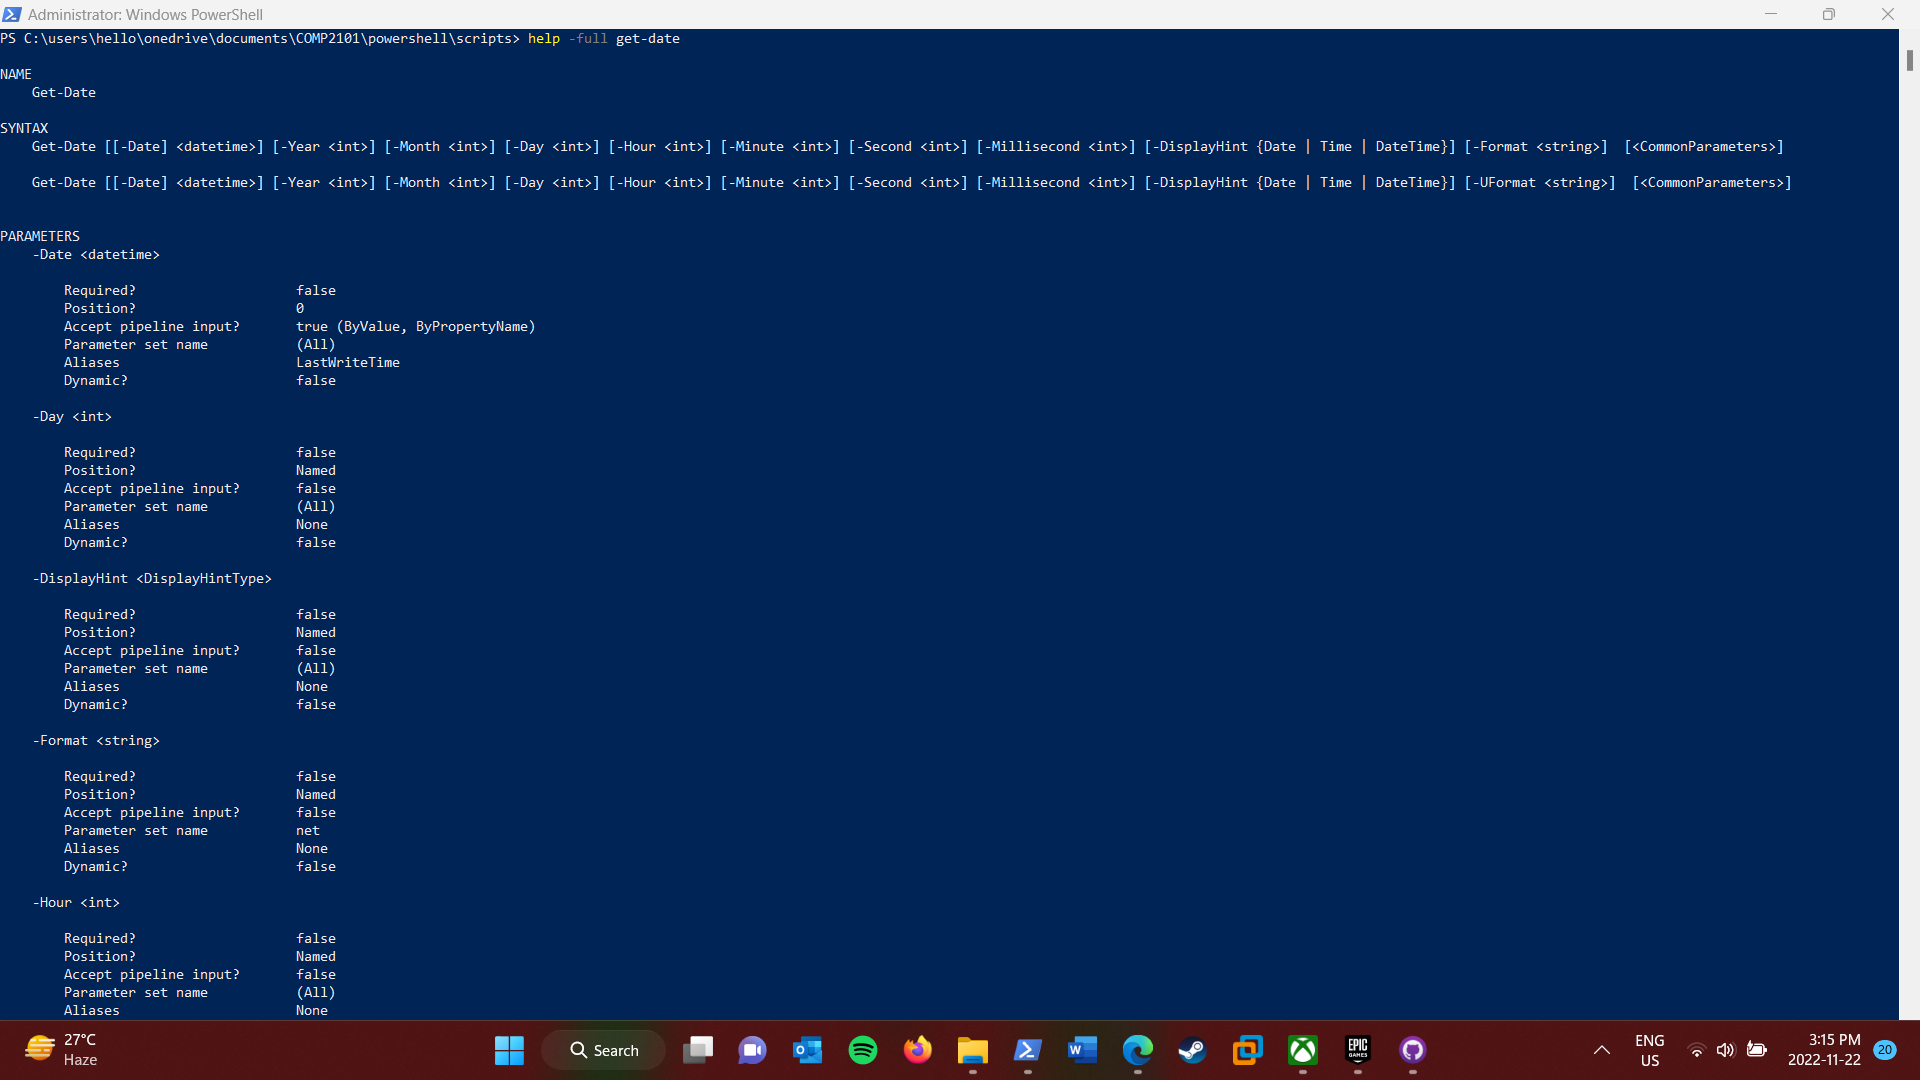 Administrator: Windows PowerShell
PS C:\users\hello\onedrive\documents\COMP2101\powershell\scripts> help -full get-date
NAME
    Get-Date
SYNTAX
    Get-Date [[-Date] <datetime>] [-Year <int>] [-Month <int>] [-Day <int>] [-Hour <int>] [-Minute <int>] [-Second <int>] [-Millisecond <int>] [-DisplayHint {Date | Time | DateTime}] [-Format <string>]  [<CommonParameters>]
    Get-Date [[-Date] <datetime>] [-Year <int>] [-Month <int>] [-Day <int>] [-Hour <int>] [-Minute <int>] [-Second <int>] [-Millisecond <int>] [-DisplayHint {Date | Time | DateTime}] [-UFormat <string>]  [<CommonParameters>]
PARAMETERS
    -Date <datetime>
        Required?                    false
        Position?                    0
        Accept pipeline input?       true (ByValue, ByPropertyName)
        Parameter set name           (All)
        Aliases                      LastWriteTime
        Dynamic?                     false
    -Day <int>
        Required?                    false
        Position?                    Named
        Accept pipeline input?       false
        Parameter set name           (All)
        Aliases                      None
        Dynamic?                     false
    -DisplayHint <DisplayHintType>
        Required?                    false
        Position?                    Named
        Accept pipeline input?       false
        Parameter set name           (All)
        Aliases                      None
        Dynamic?                     false
    -Format <string>
        Required?                    false
        Position?                    Named
        Accept pipeline input?       false
        Parameter set name           net
        Aliases                      None
        Dynamic?                     false
    -Hour <int>
        Required?                    false
        Position?                    Named
        Accept pipeline input?       false
        Parameter set name           (All)
        Aliases                      None
27°C
Haze
Search
EPIC
GAMES
ENG
US
3:15 PM
2022-11-22
20